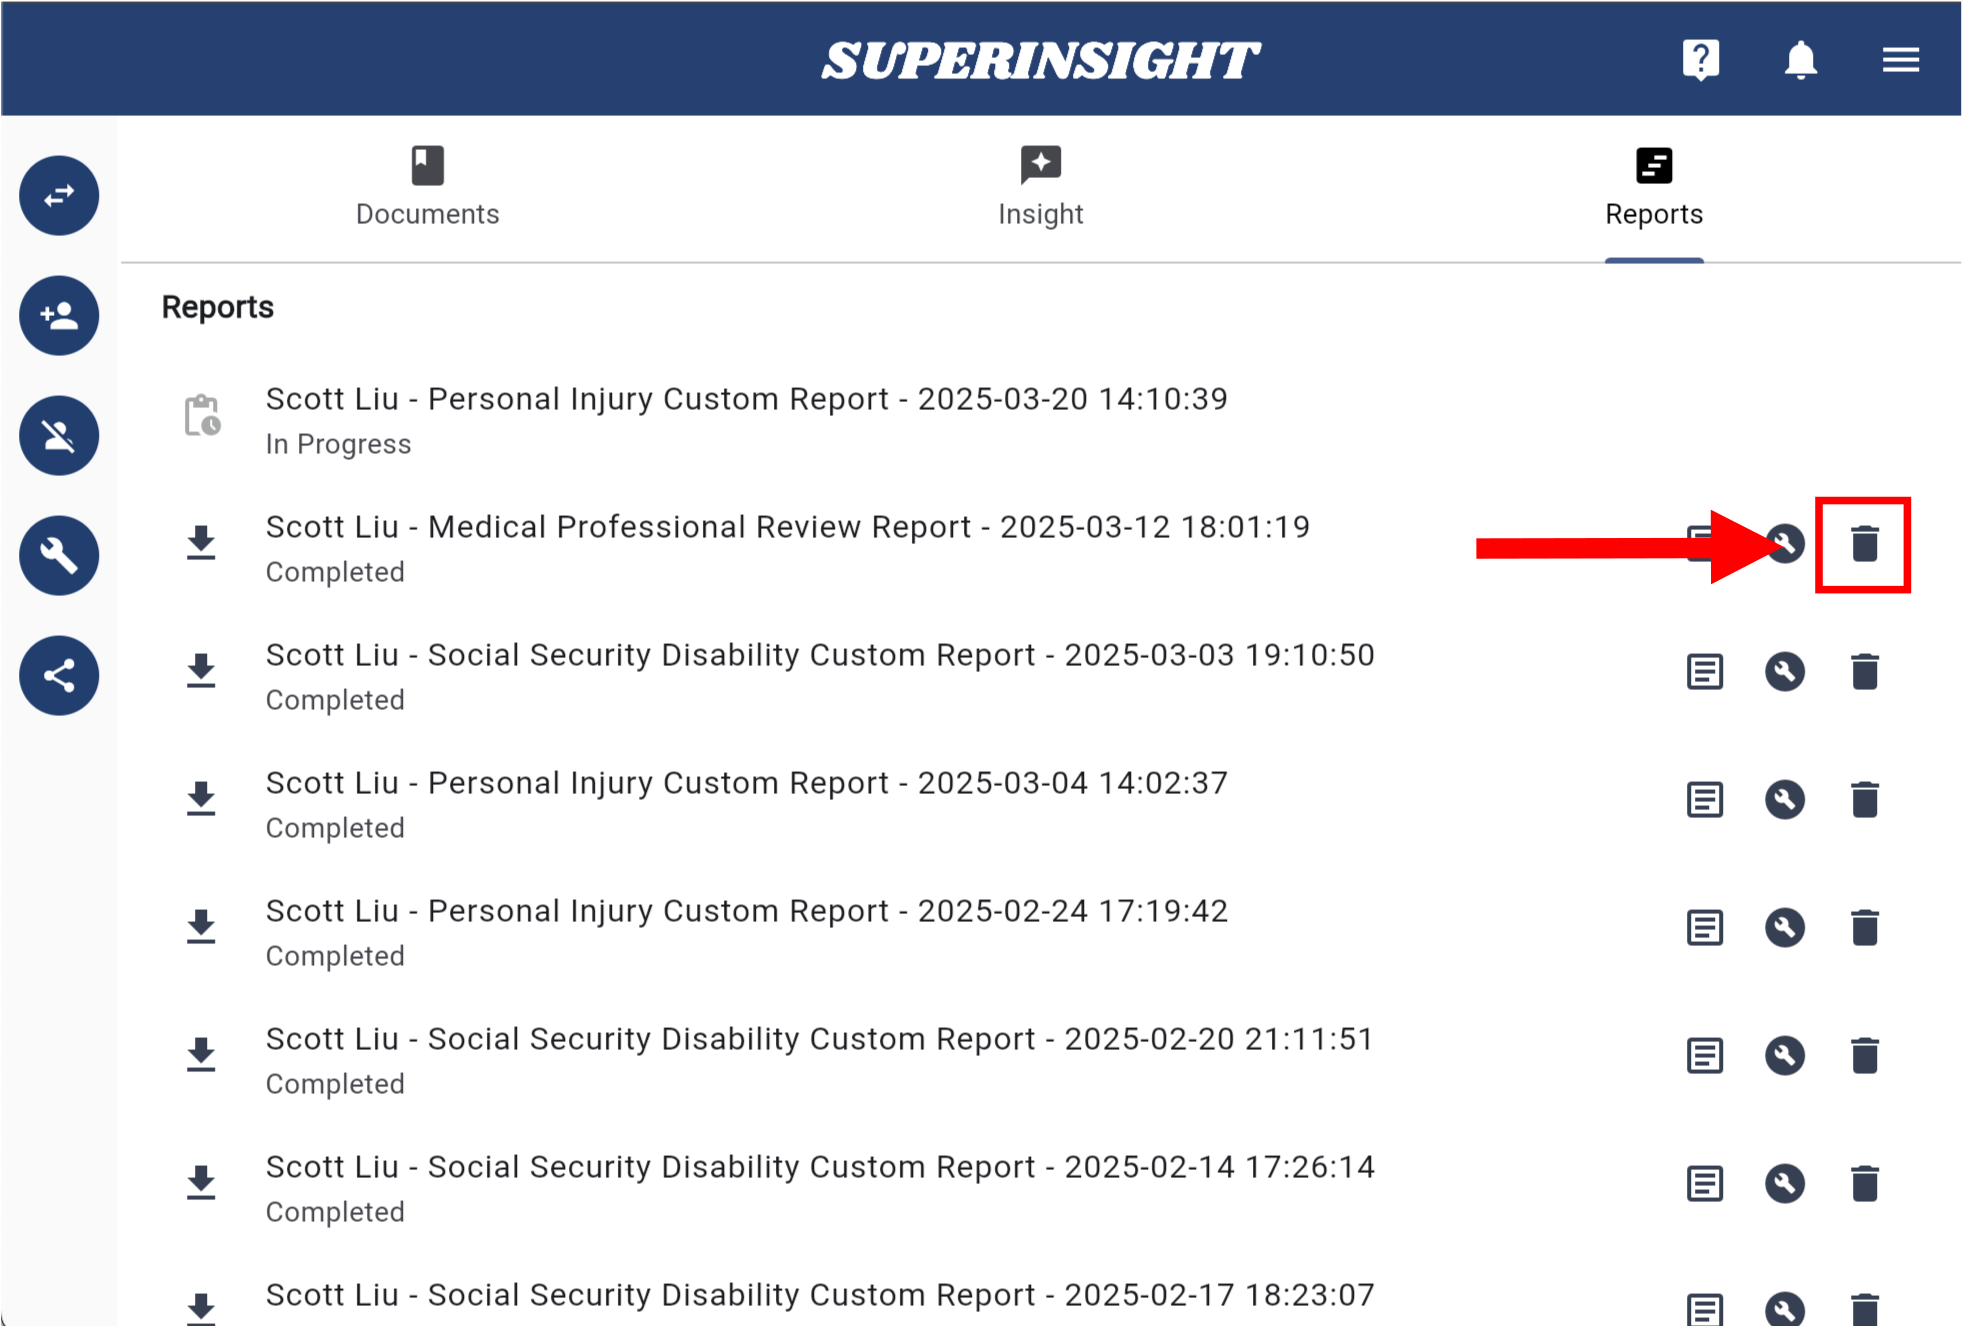 SUPERINSIGHT
Documents
Insight
Reports
Reports
Scott Liu - Personal Injury Custom Report - 2025-03-20 14:10:39
In Progress
Scott Liu - Medical Professional Review Report - 2025-03-12 18:01:19
Completed
Scott Liu - Social Security Disability Custom Report - 2025-03-03 19:10:50
Completed
Scott Liu - Personal Injury Custom Report - 2025-03-04 14:02:37
Completed
Scott Liu - Personal Injury Custom Report - 2025-02-24 17:19:42
Completed
Scott Liu - Social Security Disability Custom Report - 2025-02-20 21:11:51
Completed
Scott Liu - Social Security Disability Custom Report - 2025-02-14 17:26:14
Completed
Scott Liu - Social Security Disability Custom Report - 2025-02-17 18:23:07